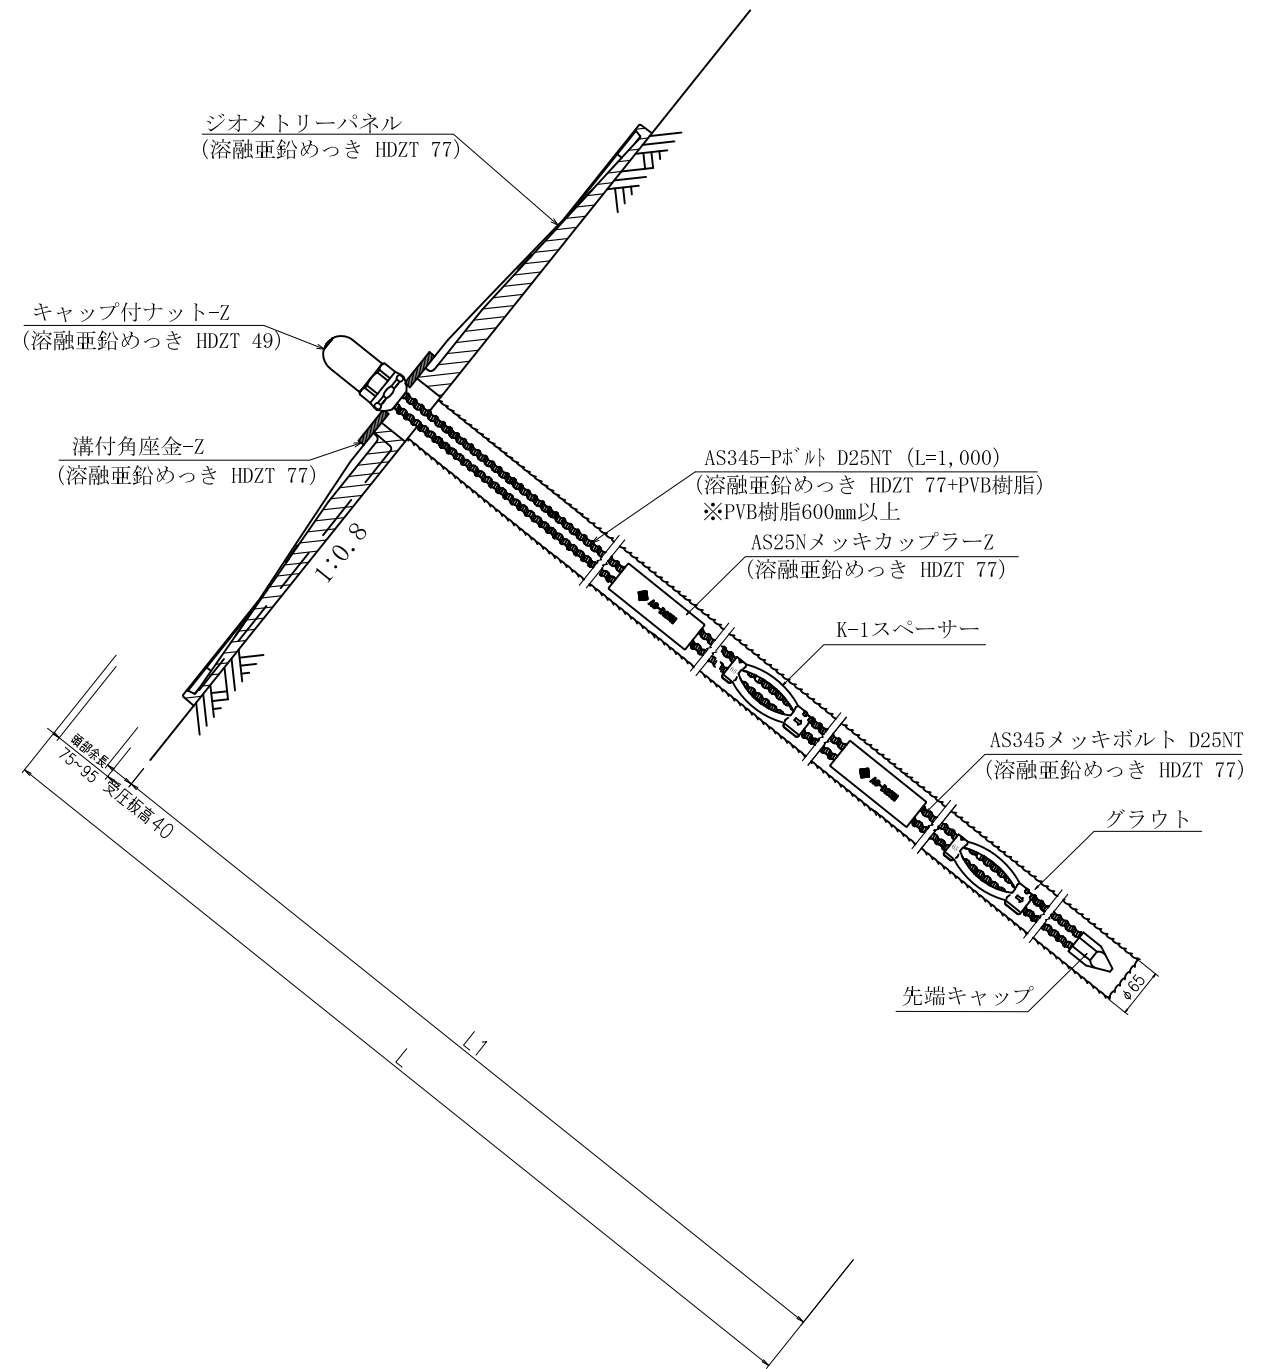 ジオメトリーパネル
(溶融亜鉛めっき HDZT 77)
キャップ付ナット-Z
(溶融亜鉛めっき HDZT 49)
溝付角座金-Z
(溶融亜鉛めっき HDZT 77)
1:0.8
AS345-Pﾎﾞﾙﾄ D25NT (L=1,000)
(溶融亜鉛めっき HDZT 77+PVB樹脂)
※PVB樹脂600mm以上
AS25NメッキカップラーZ
(溶融亜鉛めっき HDZT 77)
K-1スペーサー
AS345メッキボルト D25NT
(溶融亜鉛めっき HDZT 77)
グラウト
先端キャップ
φ65
頭部余長
75~95
受圧板高40
L1
L